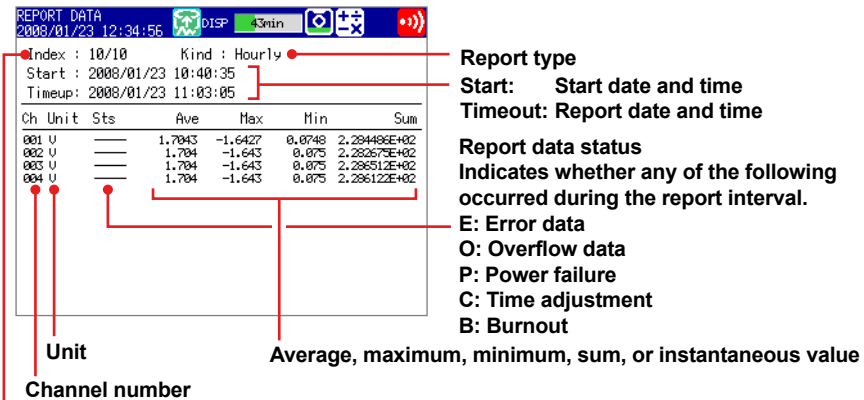 REPORT DATA
2008/01/23 12:34:56 DISP 43min
Index : 10/10 Kind : Hourly
Start : 2008/01/23 10:40:35
Timeup: 2008/01/23 11:03:05
Ch Unit Sts Ave Max Min Sum
001 V 1.7043 -1.6427 0.0748 2.284486E+02
002 V 1.704 -1.643 0.075 2.282675E+02
003 V 1.704 -1.643 0.075 2.286512E+02
004 V 1.704 -1.643 0.075 2.286122E+02
Report type
Start: Start date and time
Timeout: Report date and time
Report data status
Indicates whether any of the following
occurred during the report interval.
E: Error data
O: Overflow data
P: Power failure
C: Time adjustment
B: Burnout
Unit
Average, maximum, minimum, sum, or instantaneous value
Channel number